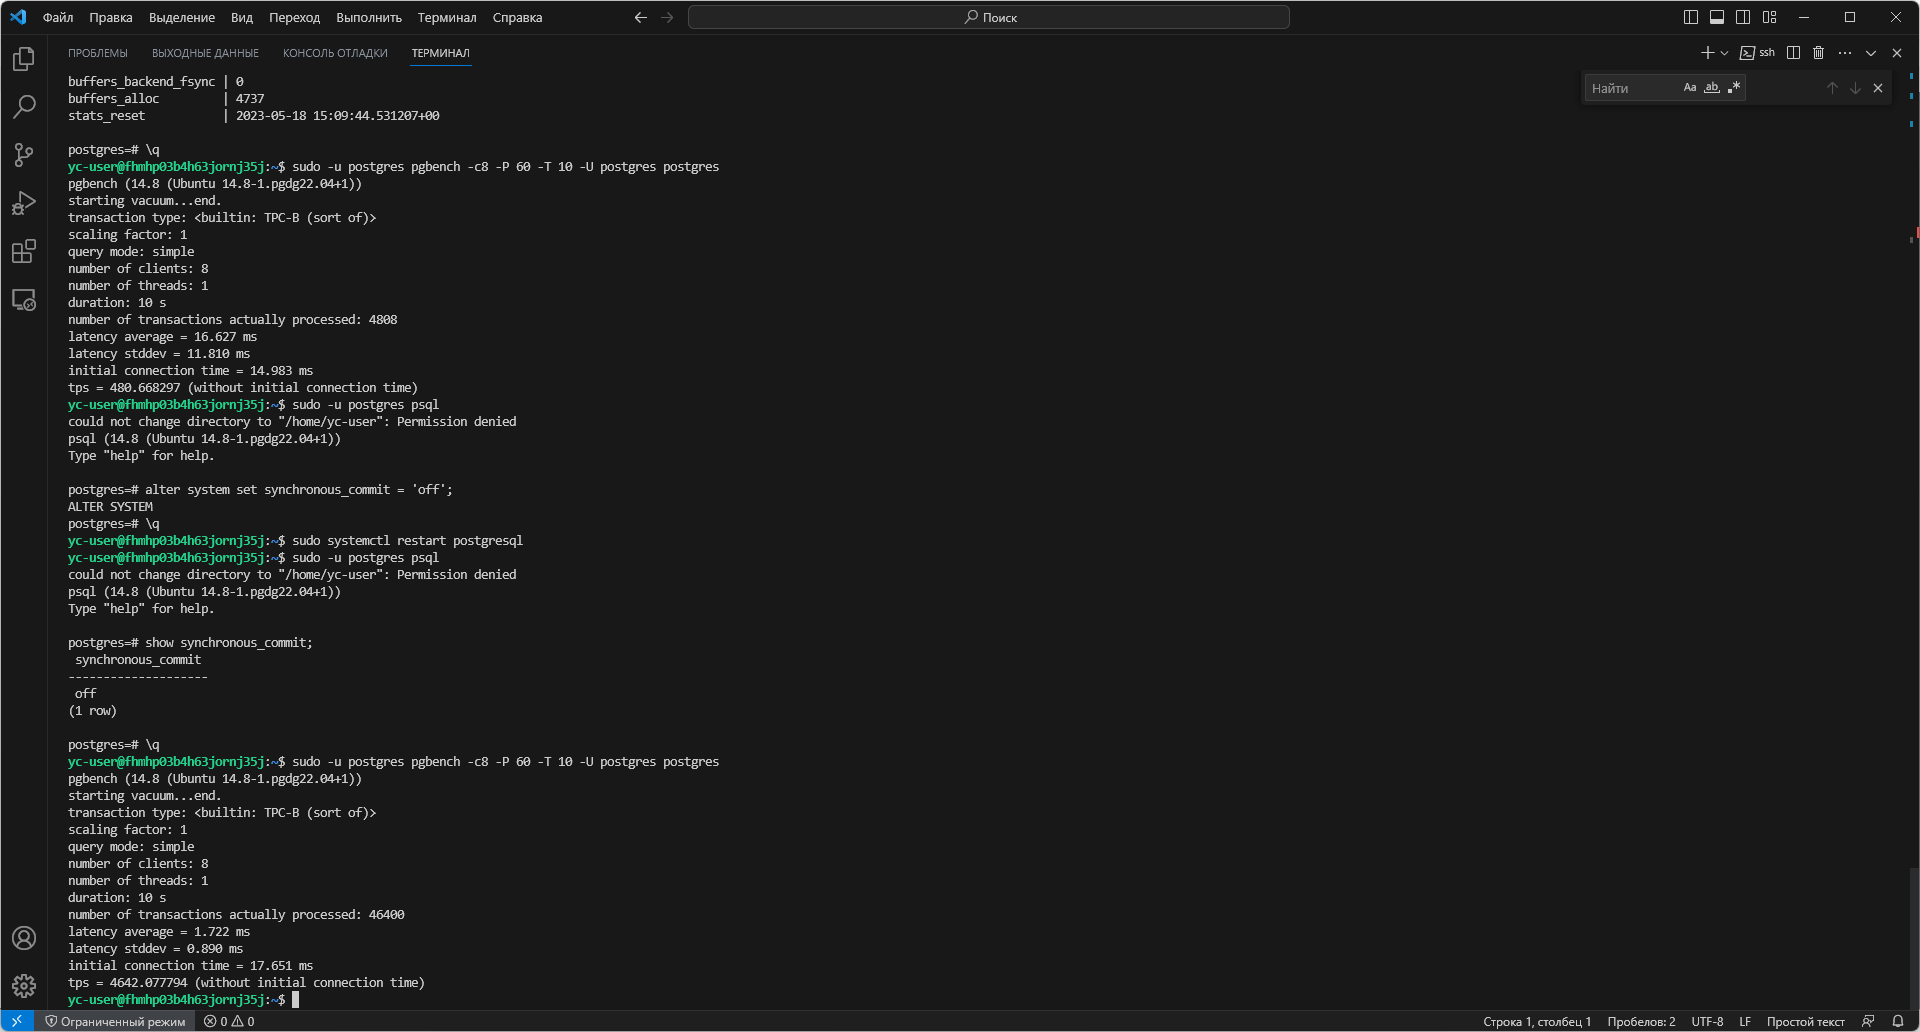 Файл Правка Выделение Вид Переход Выполнить Терминал Справка Поиск
ПРОБЛЕМЫ ВЫХОДНЫЕ ДАННЫЕ КОНСОЛЬ ОТЛАДКИ ТЕРМИНАЛ ssh
Найти Aa ab
buffers_backend_fsync | 0
buffers_alloc         | 4737
stats_reset           | 2023-05-18 15:09:44.531207+00
postgres=# \q
yc-user@fhmhp03b4h63jornj35j:~$ sudo -u postgres pgbench -c8 -P 60 -T 10 -U postgres postgres
pgbench (14.8 (Ubuntu 14.8-1.pgdg22.04+1))
starting vacuum...end.
transaction type: <builtin: TPC-B (sort of)>
scaling factor: 1
query mode: simple
number of clients: 8
number of threads: 1
duration: 10 s
number of transactions actually processed: 4808
latency average = 16.627 ms
latency stddev = 11.810 ms
initial connection time = 14.983 ms
tps = 480.668297 (without initial connection time)
yc-user@fhmhp03b4h63jornj35j:~$ sudo -u postgres psql
could not change directory to "/home/yc-user": Permission denied
psql (14.8 (Ubuntu 14.8-1.pgdg22.04+1))
Type "help" for help.
postgres=# alter system set synchronous_commit = 'off';
ALTER SYSTEM
postgres=# \q
yc-user@fhmhp03b4h63jornj35j:~$ sudo systemctl restart postgresql
yc-user@fhmhp03b4h63jornj35j:~$ sudo -u postgres psql
could not change directory to "/home/yc-user": Permission denied
psql (14.8 (Ubuntu 14.8-1.pgdg22.04+1))
Type "help" for help.
postgres=# show synchronous_commit;
 synchronous_commit
--------------------
 off
(1 row)
postgres=# \q
yc-user@fhmhp03b4h63jornj35j:~$ sudo -u postgres pgbench -c8 -P 60 -T 10 -U postgres postgres
pgbench (14.8 (Ubuntu 14.8-1.pgdg22.04+1))
starting vacuum...end.
transaction type: <builtin: TPC-B (sort of)>
scaling factor: 1
query mode: simple
number of clients: 8
number of threads: 1
duration: 10 s
number of transactions actually processed: 46400
latency average = 1.722 ms
latency stddev = 0.890 ms
initial connection time = 17.651 ms
tps = 4642.077794 (without initial connection time)
yc-user@fhmhp03b4h63jornj35j:~$
Ограниченный режим 0 0 Строка 1, столбец 1 Пробелов: 2 UTF-8 LF Простой текст